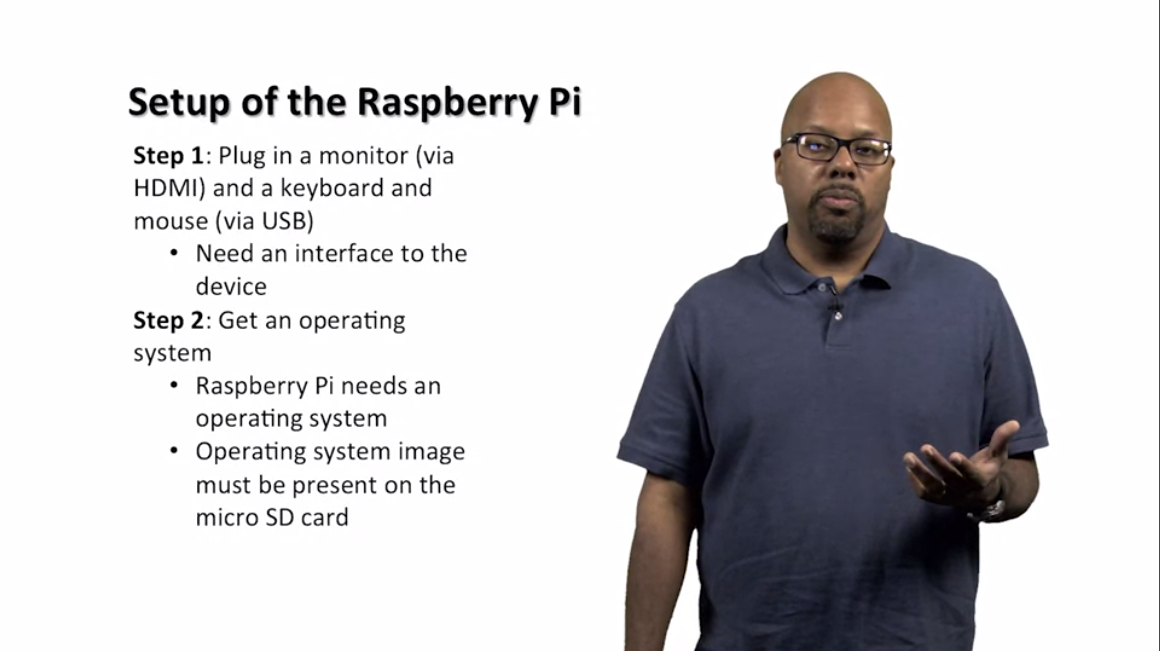 Setup of the Raspberry Pi
Step 1: Plug in a monitor (via
HDMI) and a keyboard and
mouse (via USB)
• Need an interface to the
device
Step 2: Get an operating
system
• Raspberry Pi needs an
operating system
• Operating system image
must be present on the
micro SD card